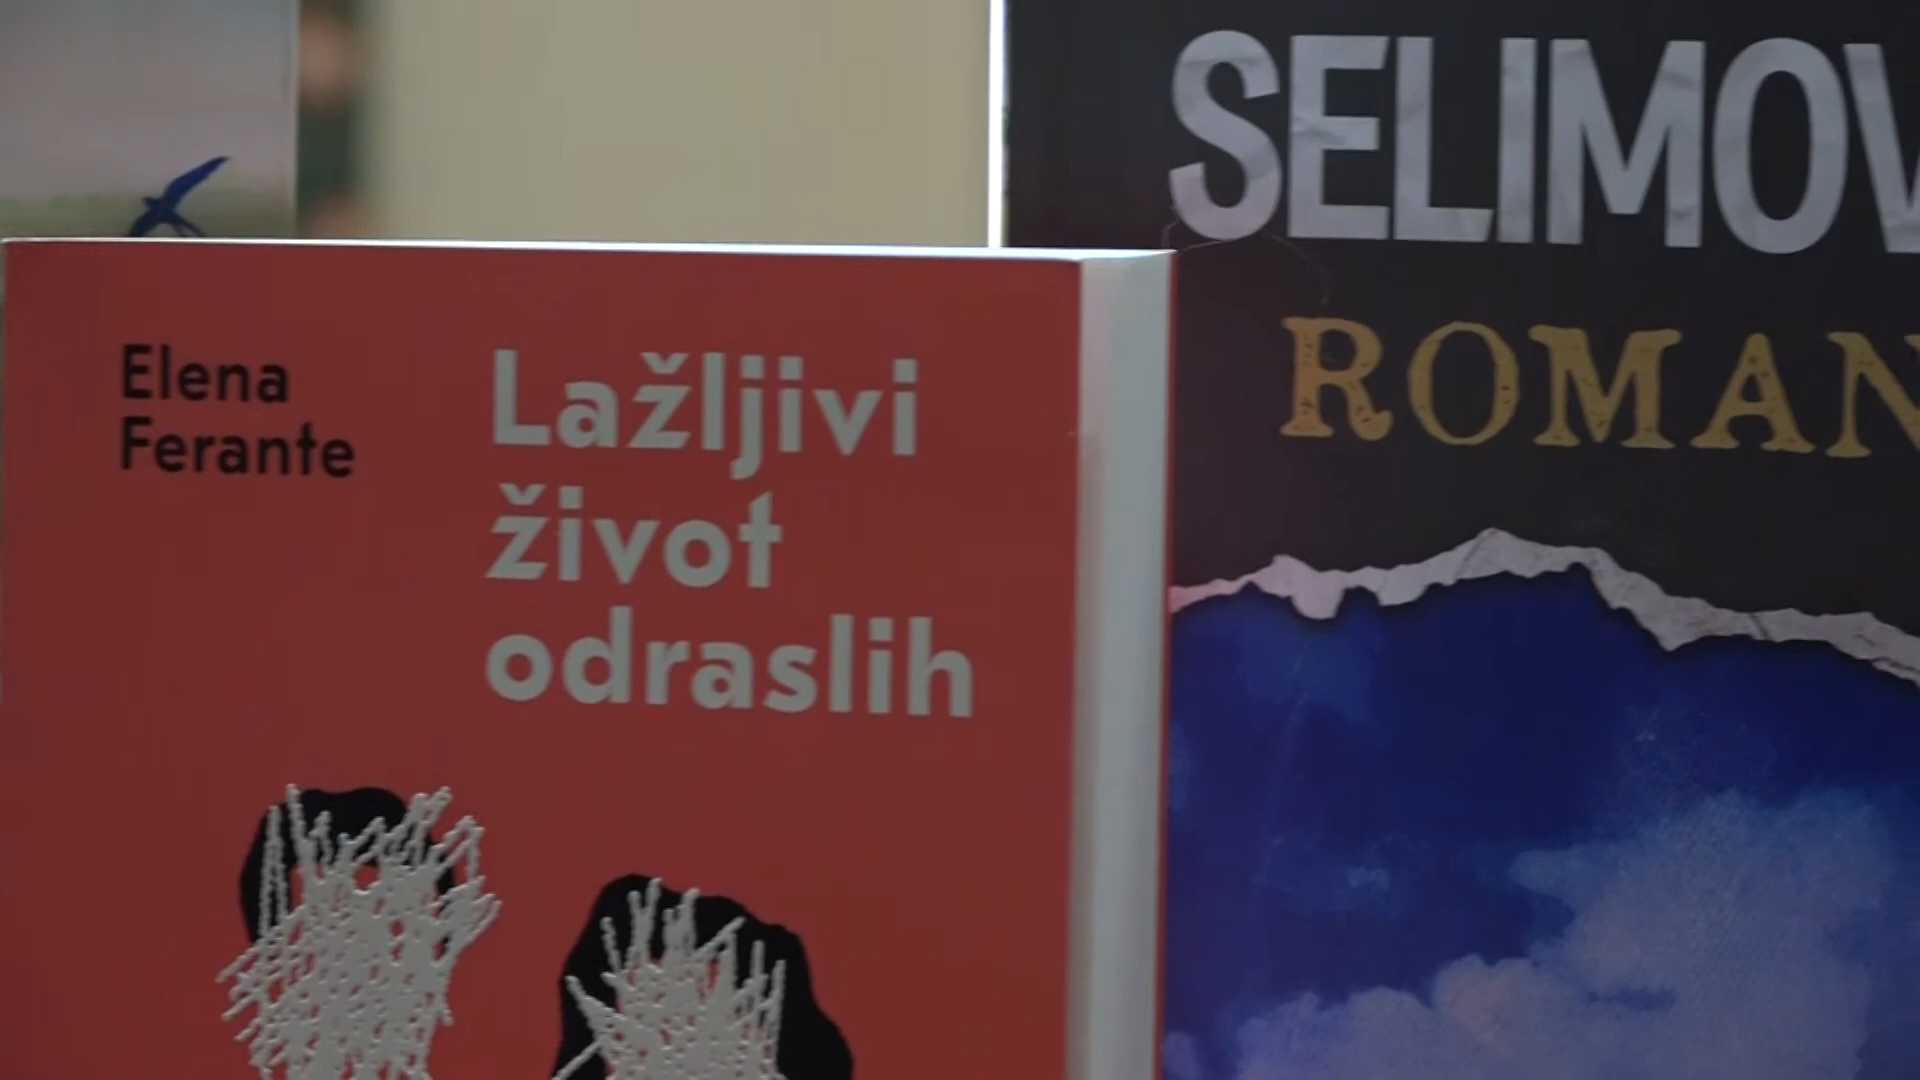 Elena
Ferante
Lažljivi
život
odraslih
SELIMOV
ROMAN